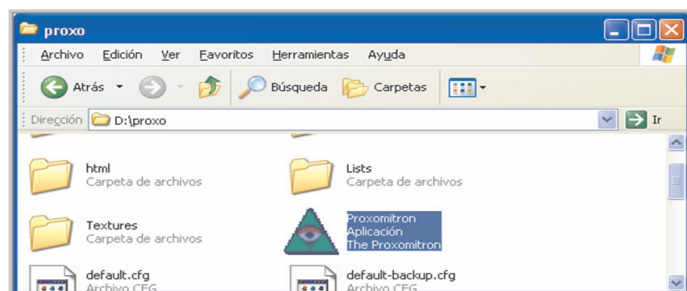 proxo
Archivo Edición Ver Favoritos Herramientas Ayuda
Atrás Búsqueda Carpetas
Dirección D:\proxo Ir
html
Carpeta de archivos
Lists
Carpeta de archivos
Textures
Carpeta de archivos
Proxomitron
Aplicación
The Proxomitron
default.cfg
Archivo CFG
default-backup.cfg
Archivo CFG